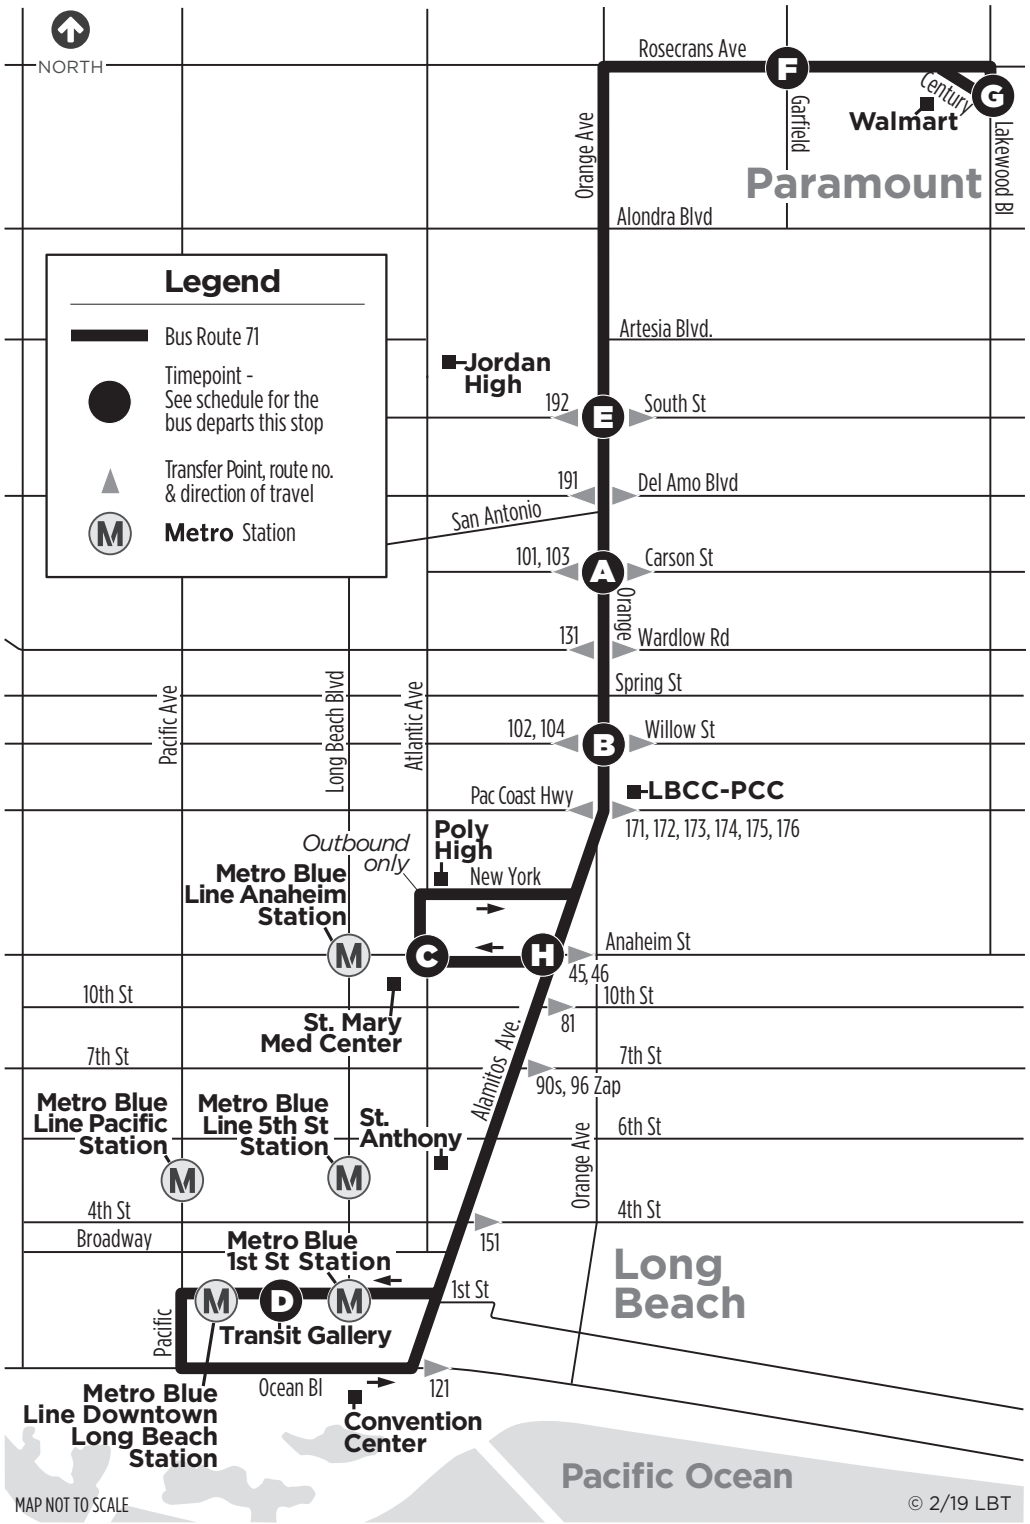 NORTH
Rosecrans Ave
F
Century
G
Walmart
Garfield
Orange Ave
Lakewood Bl
Paramount
Alondra Blvd
Legend
Bus Route 71
Timepoint -
See schedule for the
bus departs this stop
Transfer Point, route no.
& direction of travel
M Metro Station
Artesia Blvd.
Jordan
High
192
E
South St
191
Del Amo Blvd
San Antonio
101, 103
A
Carson St
Orange
131
Wardlow Rd
Spring St
Pacific Ave
Long Beach Blvd
Atlantic Ave
102, 104
B
Willow St
LBCC-PCC
Pac Coast Hwy
171, 172, 173, 174, 175, 176
Outbound
only
Poly
High
New York
Metro Blue
Line Anaheim
Station
M
C
H
Anaheim St
45, 46
10th St
10th St
81
St. Mary
Med Center
Alamitos Ave.
7th St
7th St
90s, 96 Zap
Metro Blue
Line Pacific
Station
M
Metro Blue
Line 5th St
Station
M
St.
Anthony
6th St
Orange Ave
4th St
4th St
151
Broadway
Metro Blue
1st St Station
M
D
M
Transit Gallery
1st St
Long
Beach
Pacific
Ocean Bl
121
Metro Blue
Line Downtown
Long Beach
Station
Convention
Center
Pacific Ocean
MAP NOT TO SCALE
© 2/19 LBT